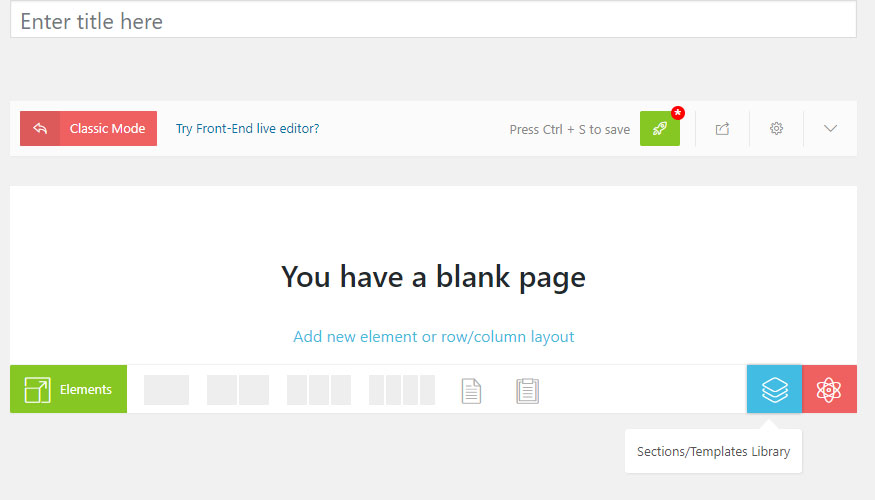 Enter title here
Classic Mode
Try Front-End live editor?
Press Ctrl + S to save
You have a blank page
Add new element or row/column layout
Elements
Sections/Templates Library